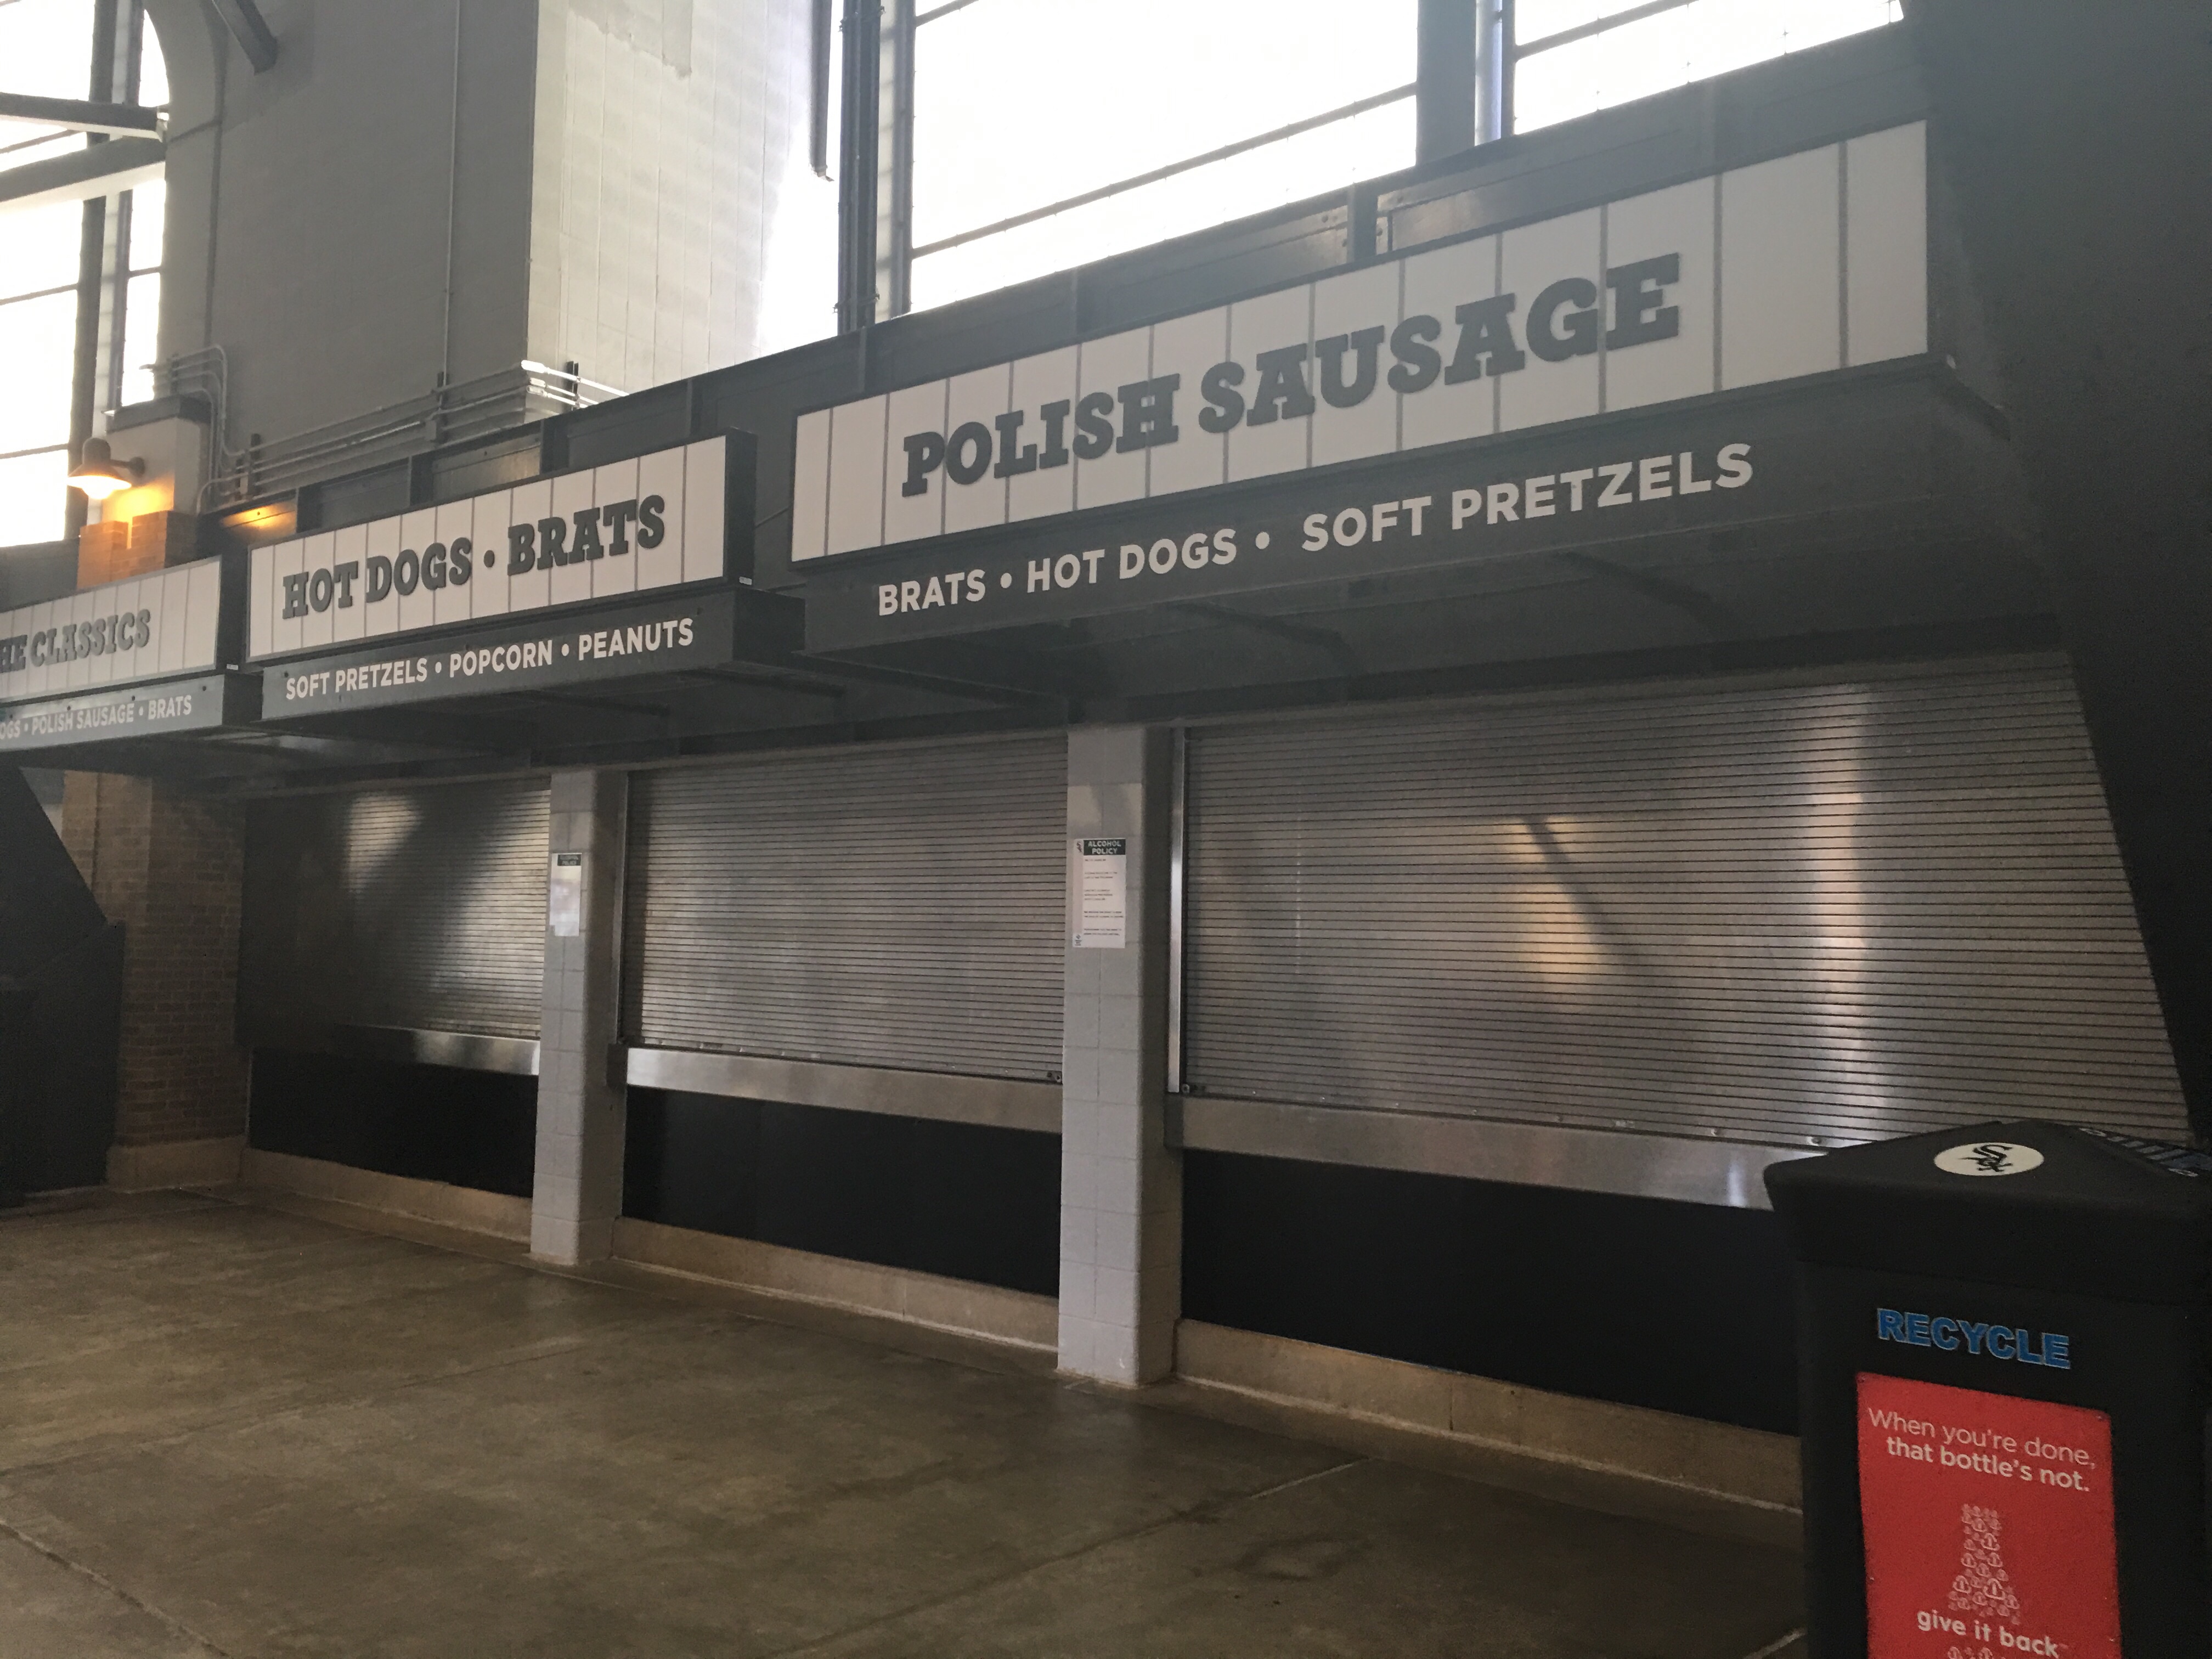 HE CLASSICS
OGS • POLISH SAUSAGE • BRATS
HOT DOGS • BRATS
SOFT PRETZELS • POPCORN • PEANUTS
POLISH SAUSAGE
BRATS • HOT DOGS • SOFT PRETZELS
ALCOHOL
POLICY
Sox
RECYCLE
When you're done,
that bottle's not.
give it back